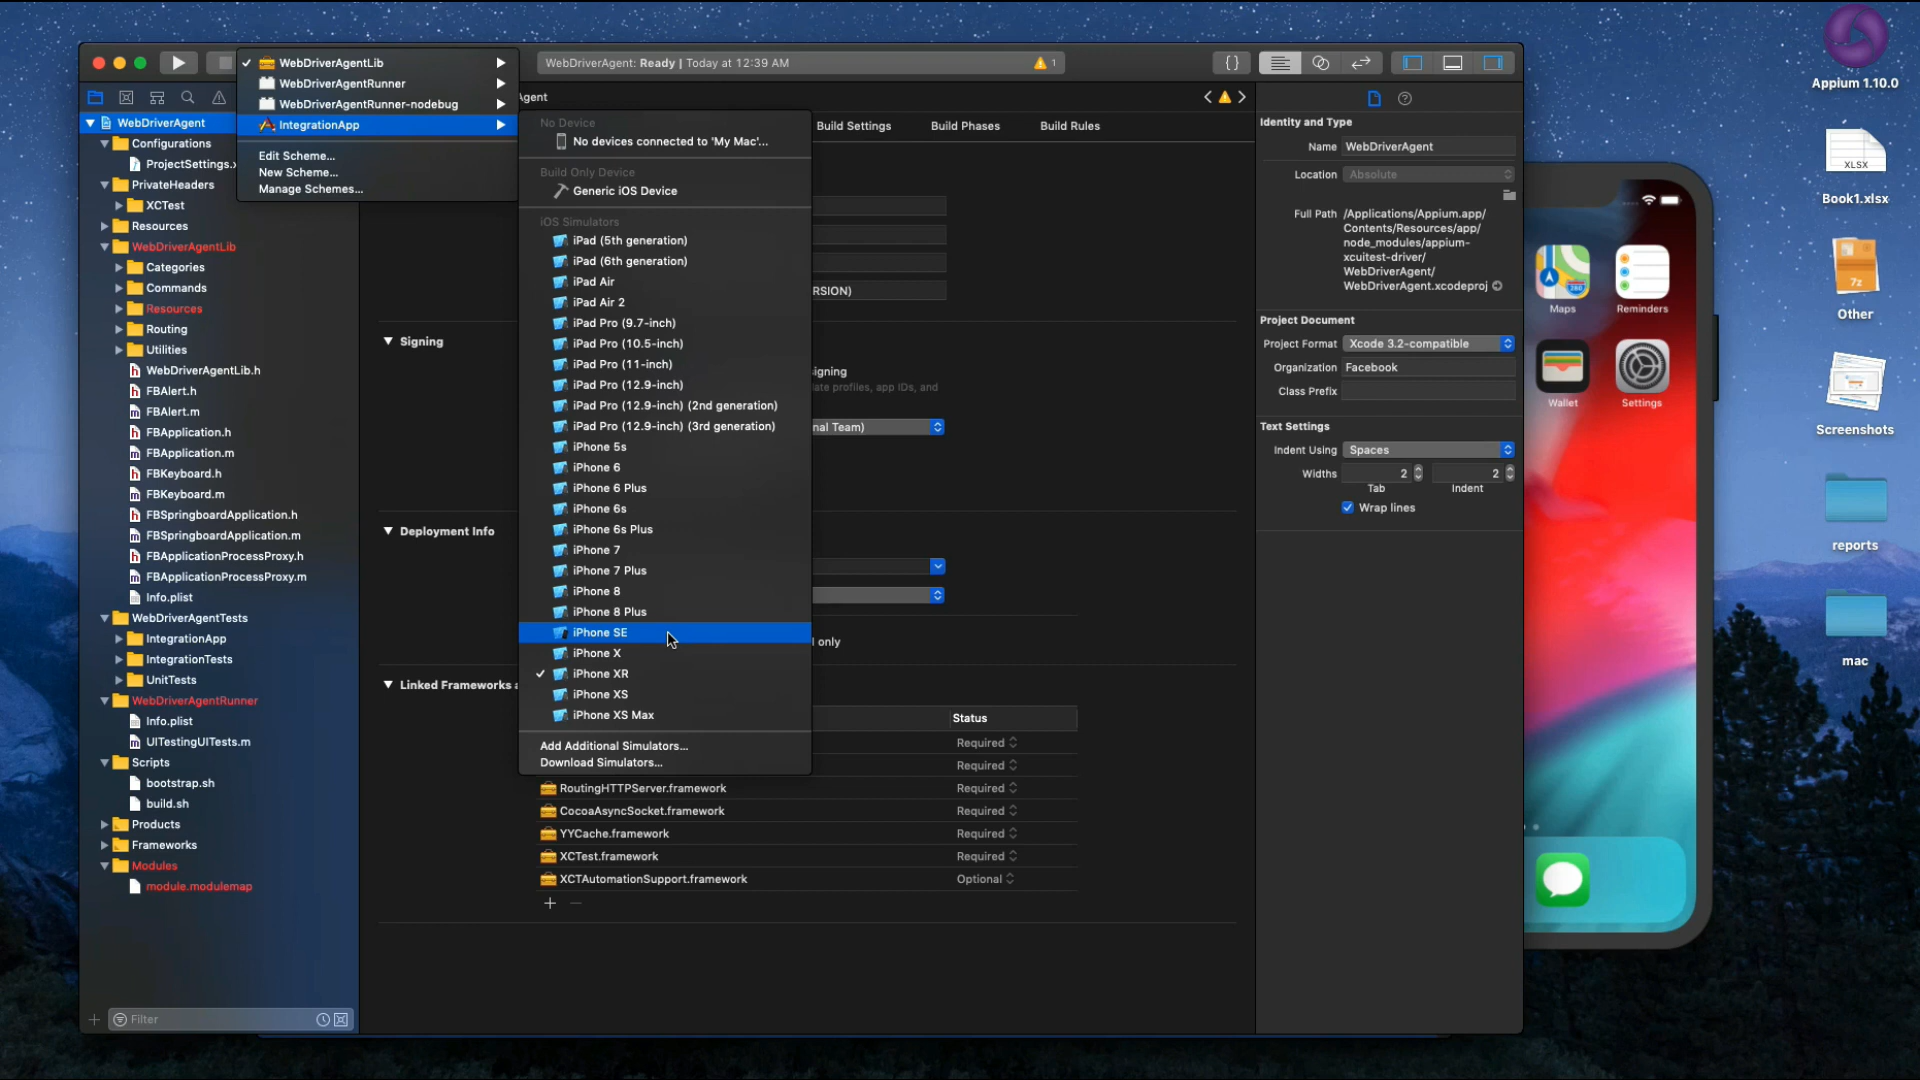 WebDriverAgent: Ready | Today at 12:39 AM
1
{}
WebDriverAgentLib
WebDriverAgentRunner
WebDriverAgentRunner-nodebug
IntegrationApp
Edit Scheme...
New Scheme...
Manage Schemes...
Agent
WebDriverAgent
Configurations
ProjectSettings.x
PrivateHeaders
XCTest
Resources
WebDriverAgentLib
Categories
Commands
Resources
Routing
Utilities
WebDriverAgentLib.h
FBAlert.h
FBAlert.m
FBApplication.h
FBApplication.m
FBKeyboard.h
FBKeyboard.m
FBSpringboardApplication.h
FBSpringboardApplication.m
FBApplicationProcessProxy.h
FBApplicationProcessProxy.m
Info.plist
WebDriverAgentTests
IntegrationApp
IntegrationTests
UnitTests
WebDriverAgentRunner
Info.plist
UITestingUITests.m
Scripts
bootstrap.sh
build.sh
Products
Frameworks
Modules
module.modulemap
Filter
No Device
No devices connected to 'My Mac'...
Build Only Device
Generic iOS Device
iOS Simulators
iPad (5th generation)
iPad (6th generation)
iPad Air
iPad Air 2
iPad Pro (9.7-inch)
iPad Pro (10.5-inch)
iPad Pro (11-inch)
iPad Pro (12.9-inch)
iPad Pro (12.9-inch) (2nd generation)
iPad Pro (12.9-inch) (3rd generation)
iPhone 5s
iPhone 6
iPhone 6 Plus
iPhone 6s
iPhone 6s Plus
iPhone 7
iPhone 7 Plus
iPhone 8
iPhone 8 Plus
iPhone SE
iPhone X
iPhone XR
iPhone XS
iPhone XS Max
Add Additional Simulators...
Download Simulators...
Build Settings
Build Phases
Build Rules
RSION)
Signing
igning
ate profiles, app IDs, and
nal Team)
Deployment Info
l only
Linked Frameworks a
Status
Required
Required
RoutingHTTPServer.framework Required
CocoaAsyncSocket.framework Required
YYCache.framework Required
XCTest.framework Required
XCTAutomationSupport.framework Optional
Identity and Type
Name WebDriverAgent
Location Absolute
Full Path /Applications/Appium.app/
Contents/Resources/app/
node_modules/appium-
xcuitest-driver/
WebDriverAgent/
WebDriverAgent.xcodeproj
Project Document
Project Format Xcode 3.2-compatible
Organization Facebook
Class Prefix
Text Settings
Indent Using Spaces
Widths 2 2
Tab Indent
Wrap lines
Maps
280
Reminders
Wallet
Settings
Appium 1.10.0
XLSX
Book1.xlsx
7z
Other
Screenshots
reports
mac